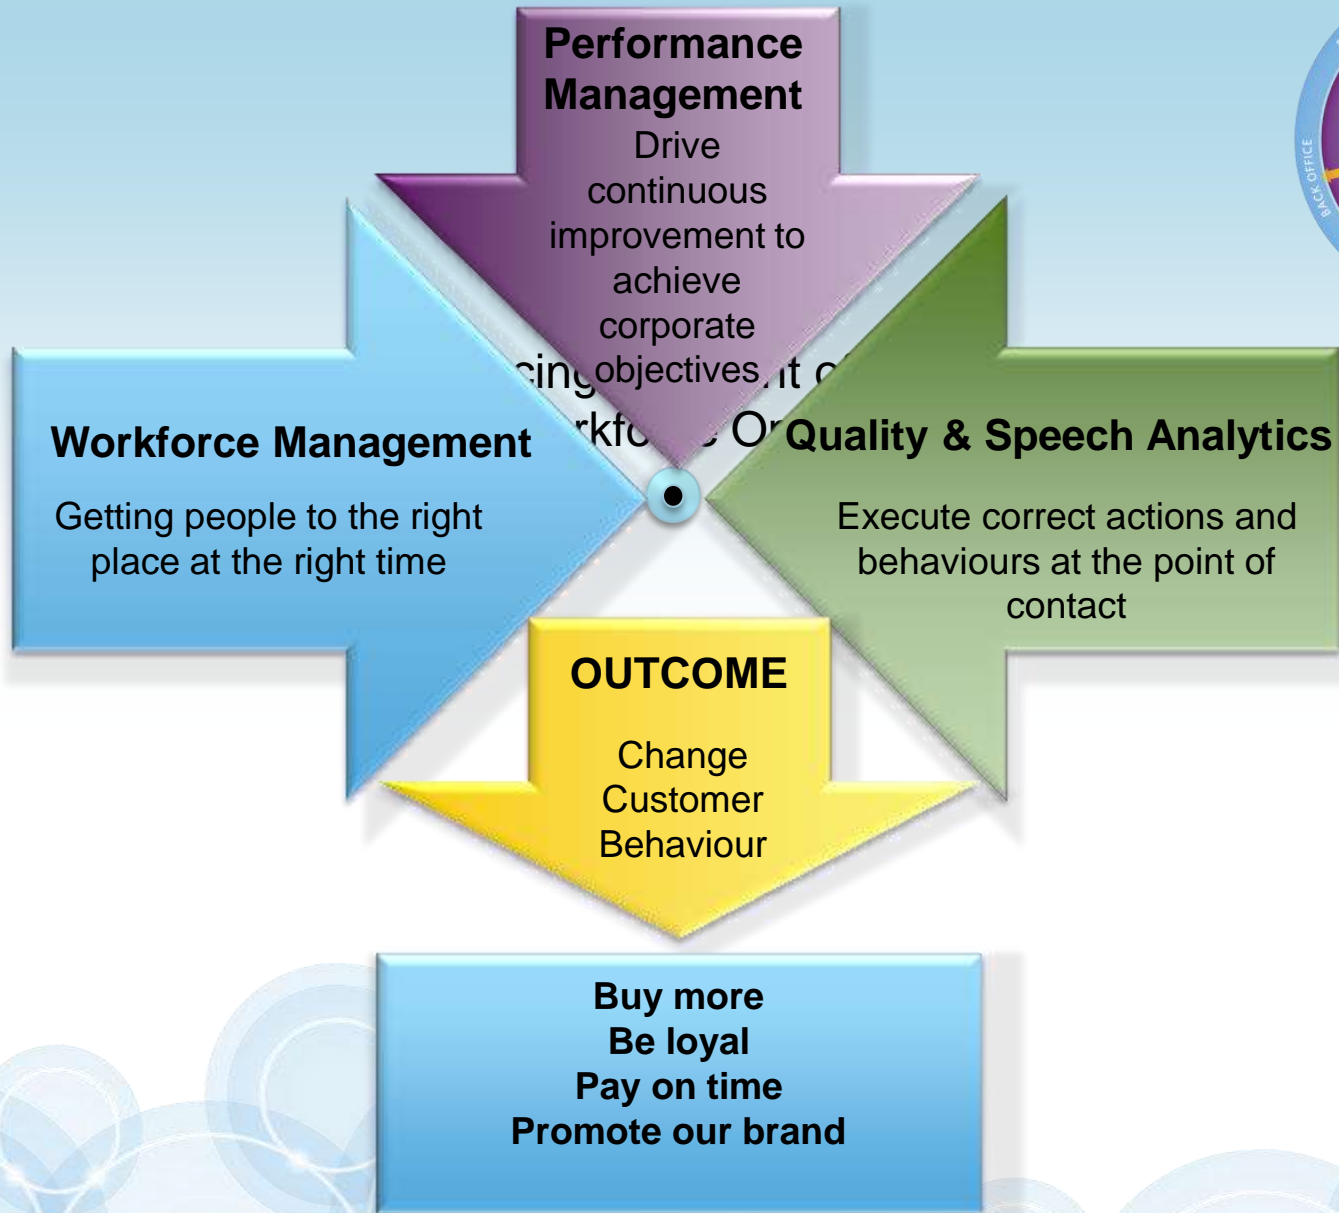 Performance
Management
Drive
continuous
improvement to
achieve
corporate
objectives
BACK OFFICE
Workforce Management
Getting people to the right
place at the right time
Quality & Speech Analytics
Execute correct actions and
behaviours at the point of
contact
OUTCOME
Change
Customer
Behaviour
Buy more
Be loyal
Pay on time
Promote our brand